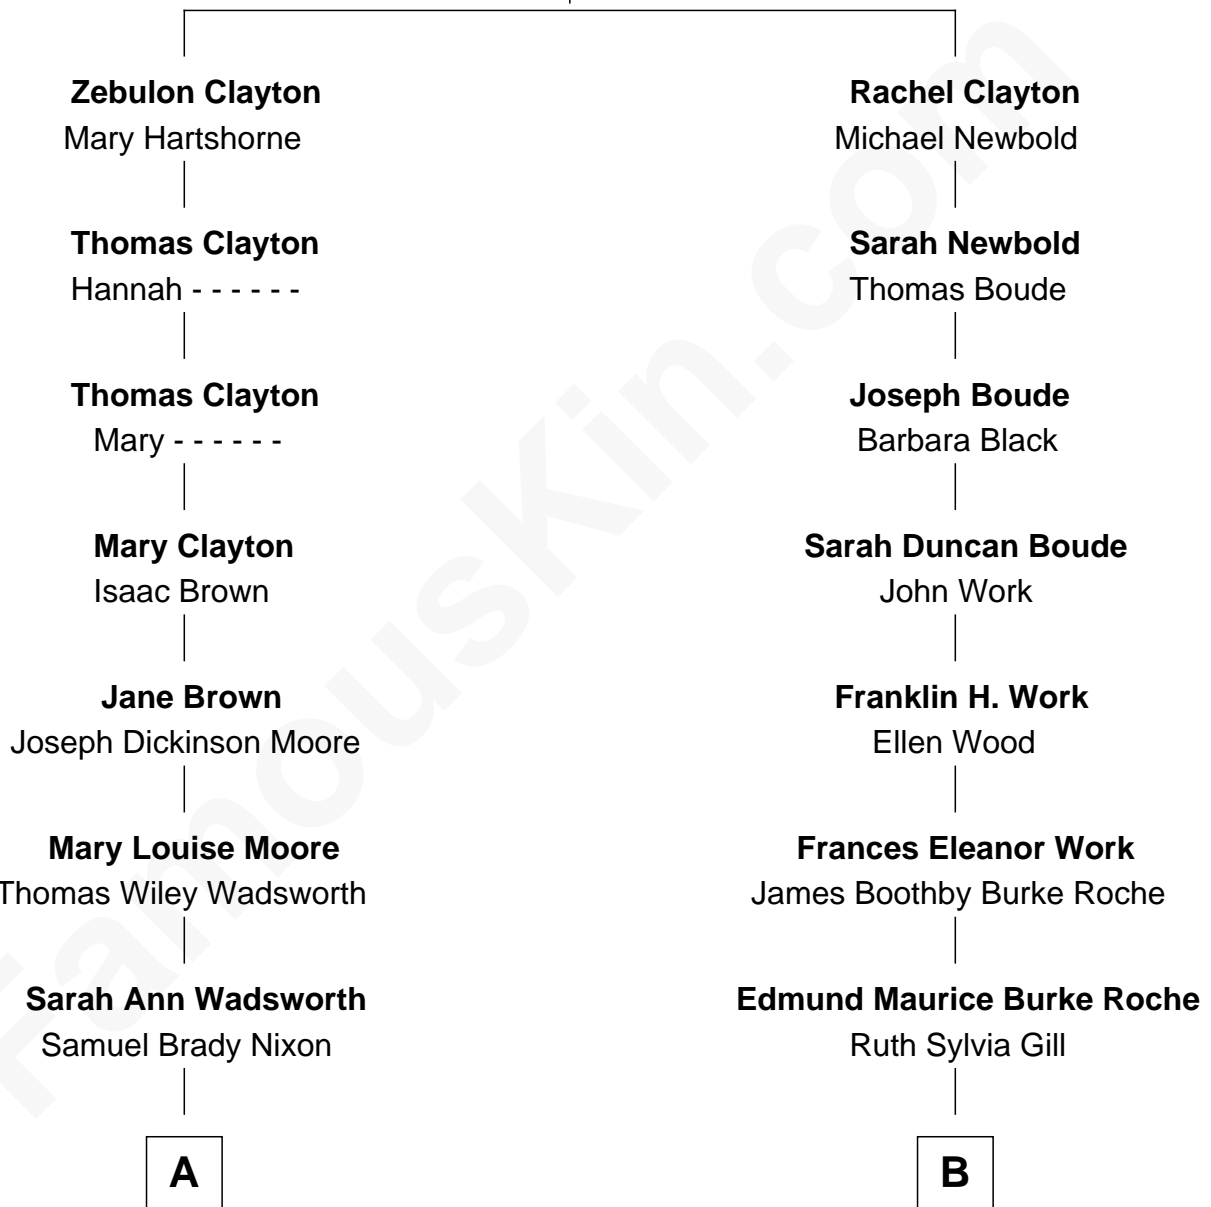 Zebulon Clayton
Mary Hartshorne
Rachel Clayton
Michael Newbold
Thomas Clayton
Hannah - - - - - -
Sarah Newbold
Thomas Boude
Thomas Clayton
Mary - - - - - -
Joseph Boude
Barbara Black
Mary Clayton
Isaac Brown
Sarah Duncan Boude
John Work
Jane Brown
Joseph Dickinson Moore
Franklin H. Work
Ellen Wood
Mary Louise Moore
Thomas Wiley Wadsworth
Frances Eleanor Work
James Boothby Burke Roche
Sarah Ann Wadsworth
Samuel Brady Nixon
Edmund Maurice Burke Roche
Ruth Sylvia Gill
A
B
FamousKin.com